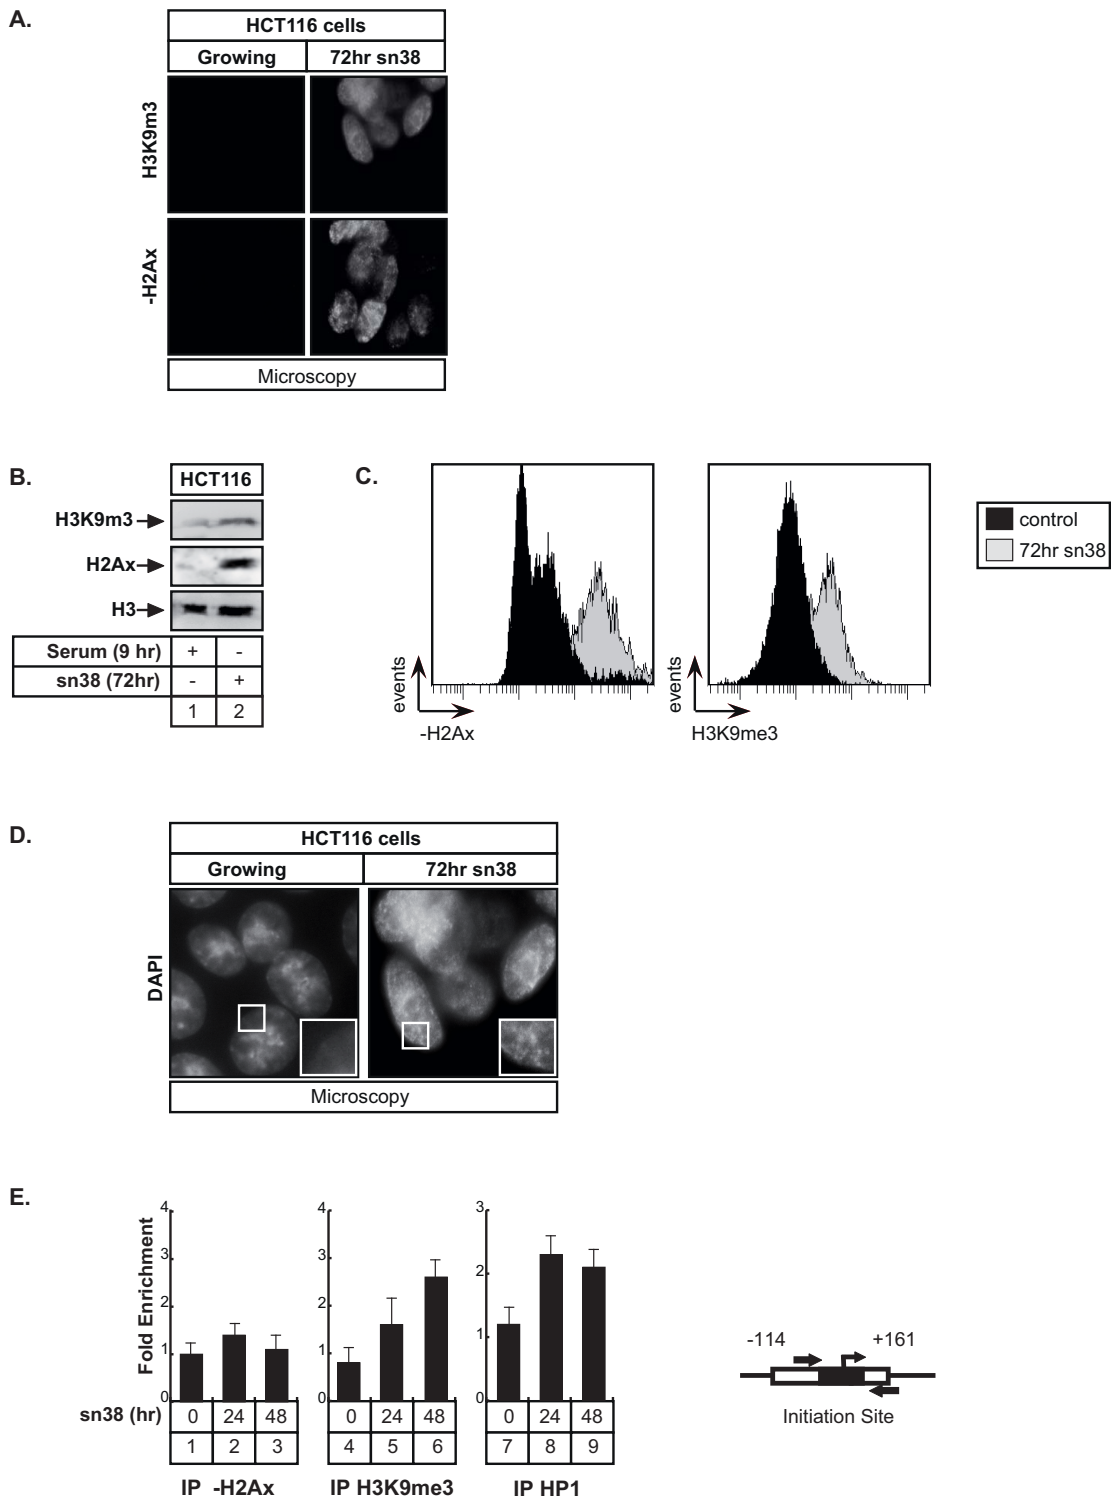 A.
HCT116 cells
Growing 72hr sn38
H3K9m3
-H2Ax
Microscopy
B.
HCT116
H3K9m3
H2Ax
H3
Serum (9 hr) + -
sn38 (72hr) - +
1 2
C.
events
-H2Ax
events
H3K9me3
control
72hr sn38
D.
HCT116 cells
Growing 72hr sn38
DAPI
Microscopy
E.
Fold Enrichment
4
3
2
1
0
4
3
2
1
0
3
2
1
0
sn38 (hr) 0 24 48 0 24 48 0 24 48
1 2 3 4 5 6 7 8 9
IP -H2Ax IP H3K9me3 IP HP1
-114 +161
Initiation Site